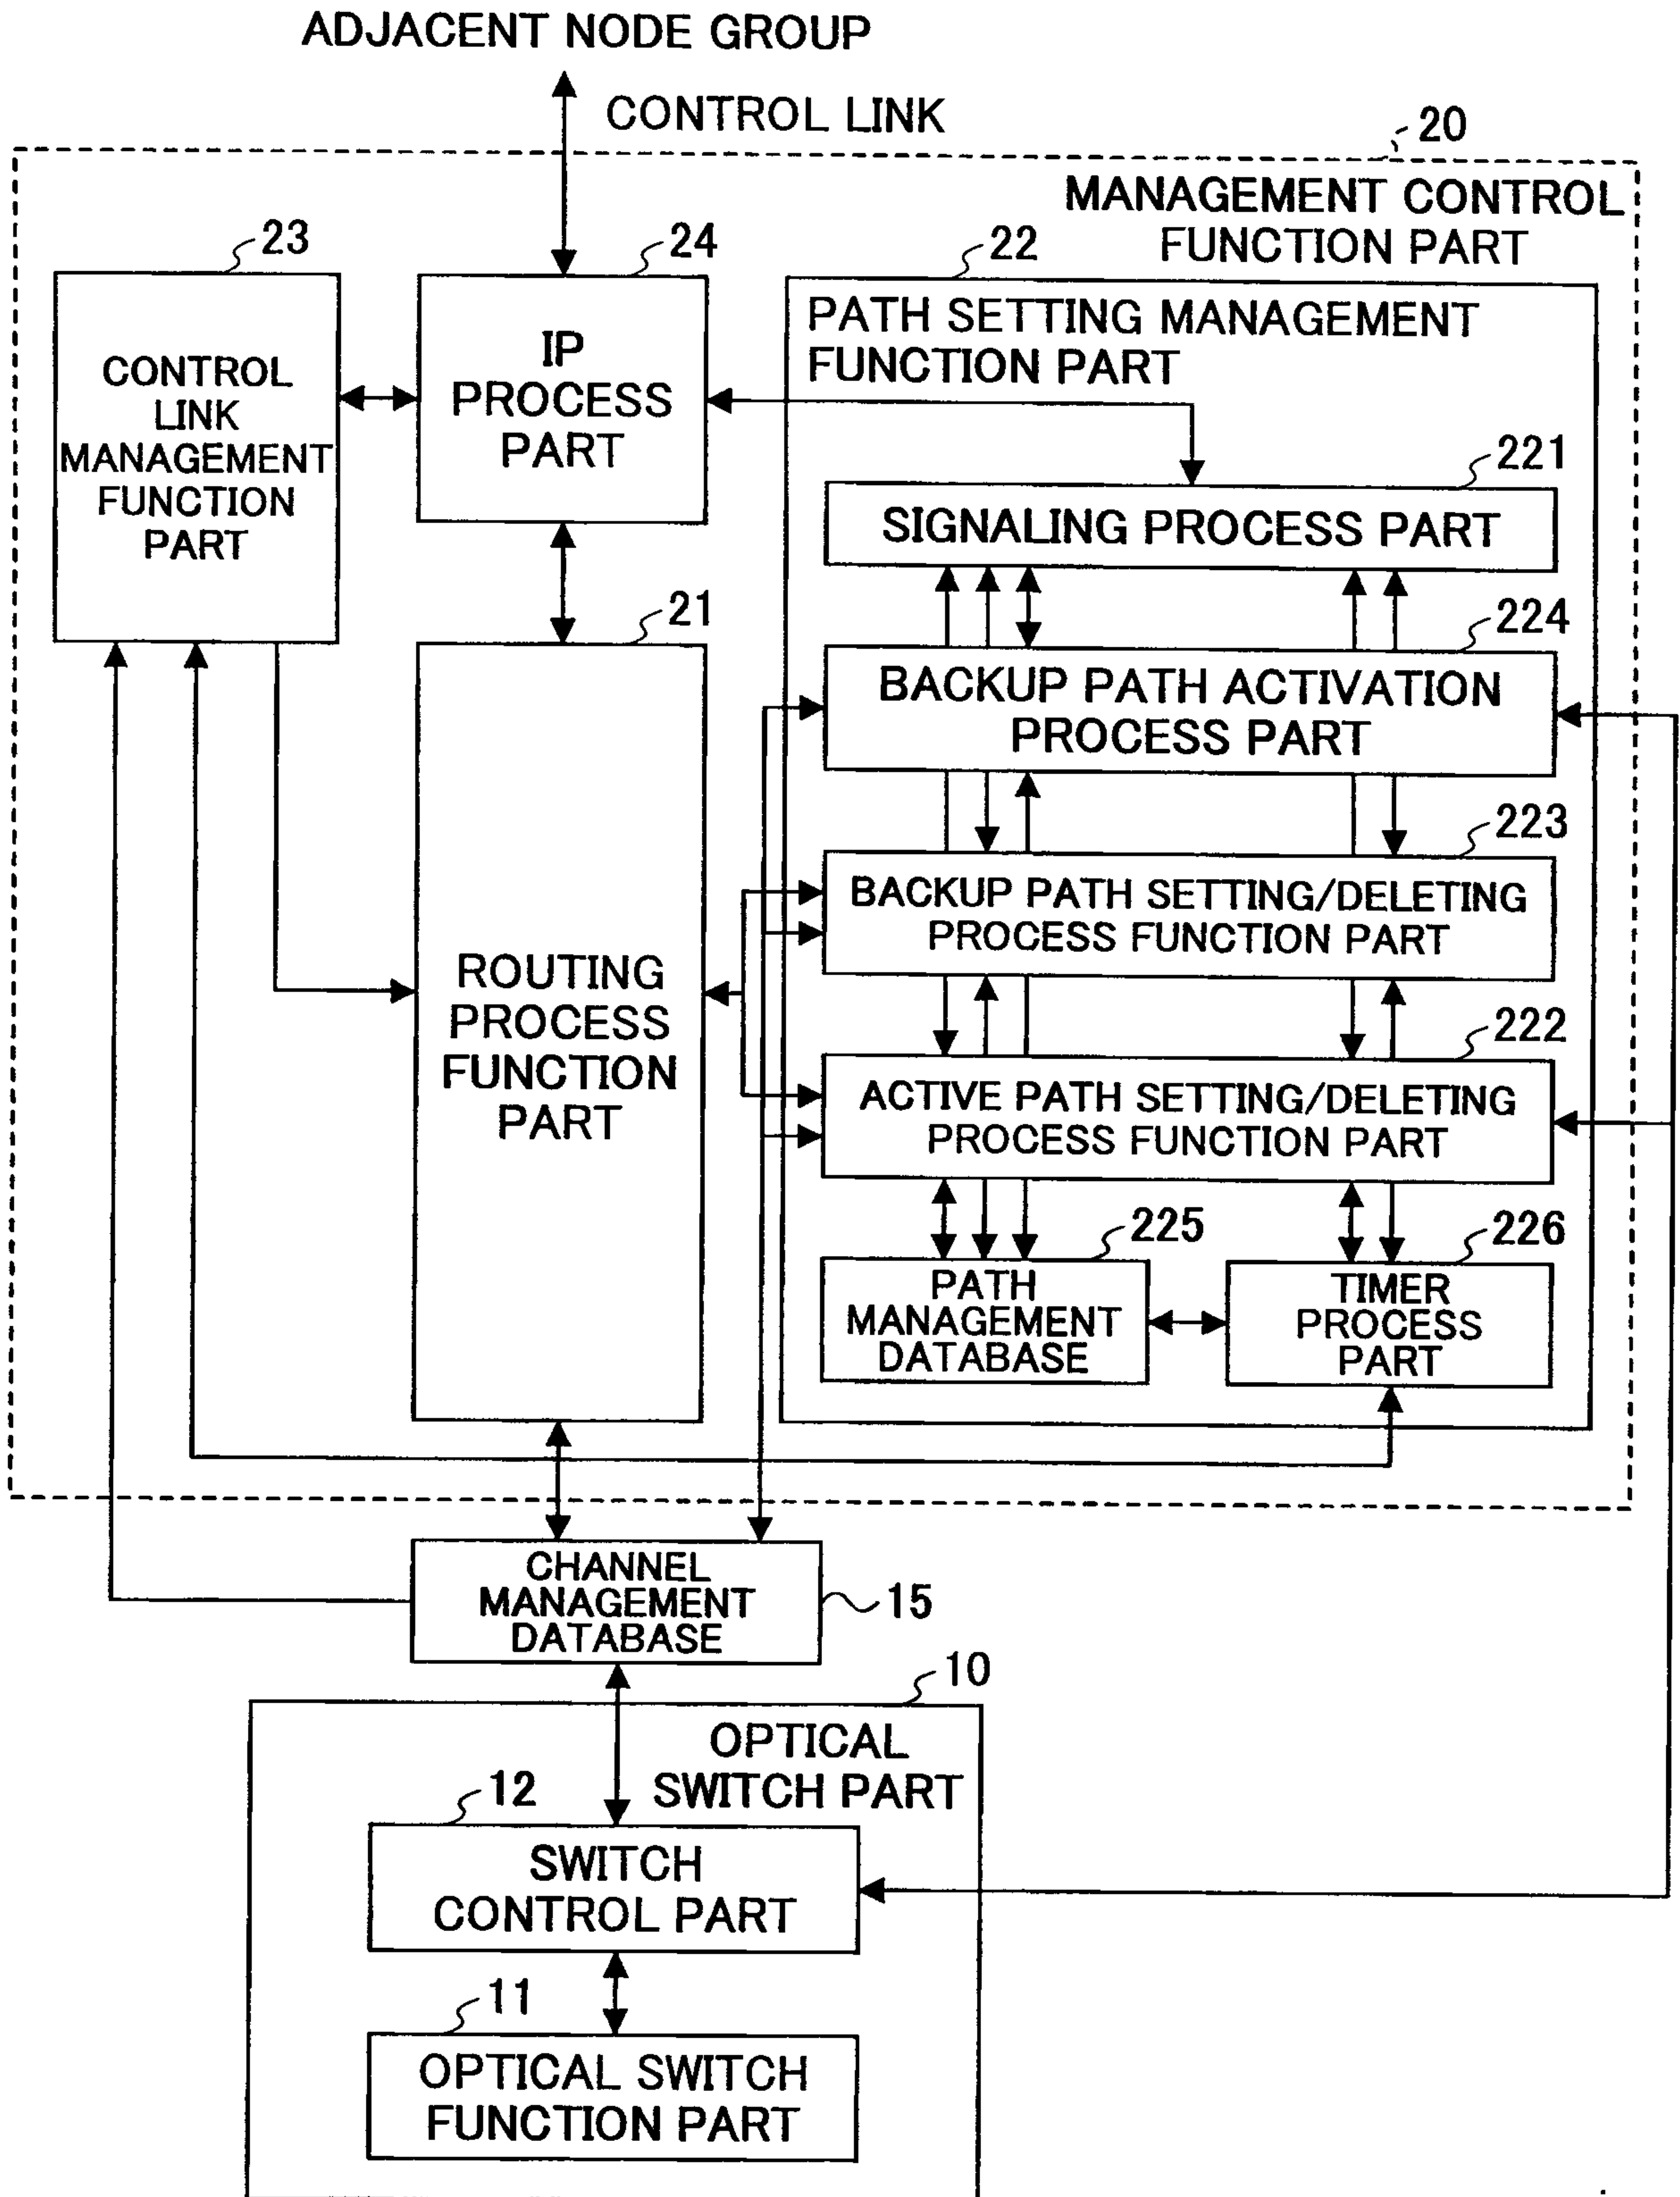 ADJACENT NODE GROUP
CONTROL LINK
20
MANAGEMENT CONTROL
FUNCTION PART
23
CONTROL
LINK
MANAGEMENT
FUNCTION
PART
24
IP
PROCESS
PART
22
PATH SETTING MANAGEMENT
FUNCTION PART
221
SIGNALING PROCESS PART
224
BACKUP PATH ACTIVATION
PROCESS PART
223
BACKUP PATH SETTING/DELETING
PROCESS FUNCTION PART
222
ACTIVE PATH SETTING/DELETING
PROCESS FUNCTION PART
21
ROUTING
PROCESS
FUNCTION
PART
225
PATH
MANAGEMENT
DATABASE
226
TIMER
PROCESS
PART
CHANNEL
MANAGEMENT
DATABASE
15
10
OPTICAL
SWITCH PART
12
SWITCH
CONTROL PART
11
OPTICAL SWITCH
FUNCTION PART